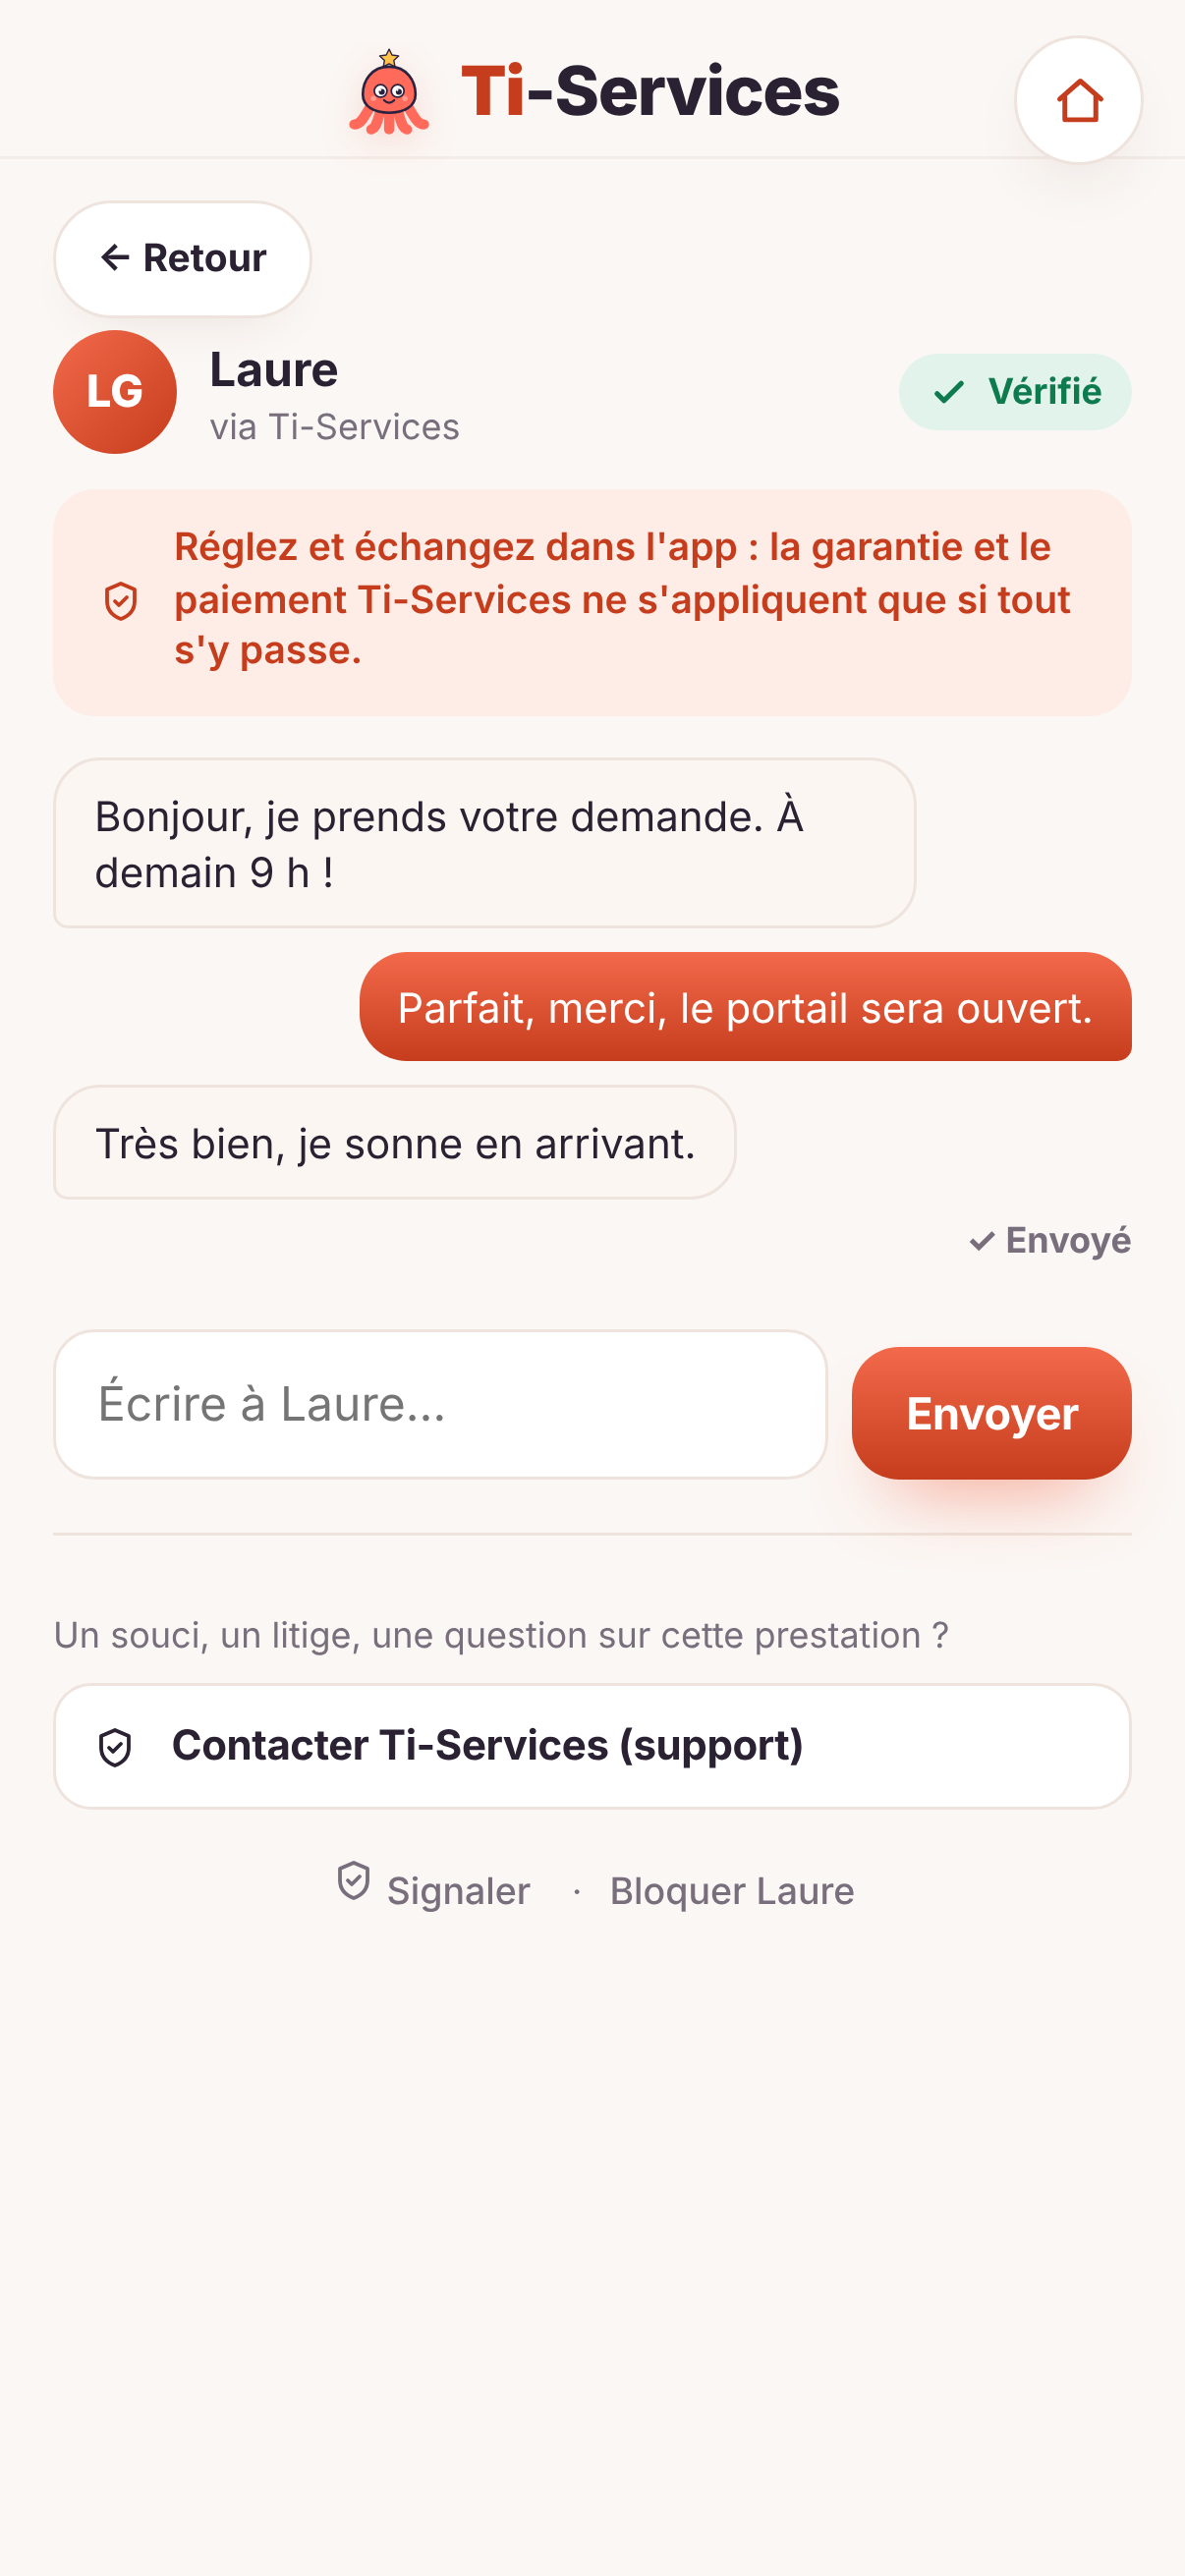 Ti-Services
← Retour
LG
Laure
via Ti-Services
✓ Vérifié
Réglez et échangez dans l'app : la garantie et le
paiement Ti-Services ne s'appliquent que si tout
s'y passe.
Bonjour, je prends votre demande. À
demain 9 h !
Parfait, merci, le portail sera ouvert.
Très bien, je sonne en arrivant.
✓ Envoyé
Écrire à Laure...
Envoyer
Un souci, un litige, une question sur cette prestation ?
Contacter Ti-Services (support)
Signaler · Bloquer Laure